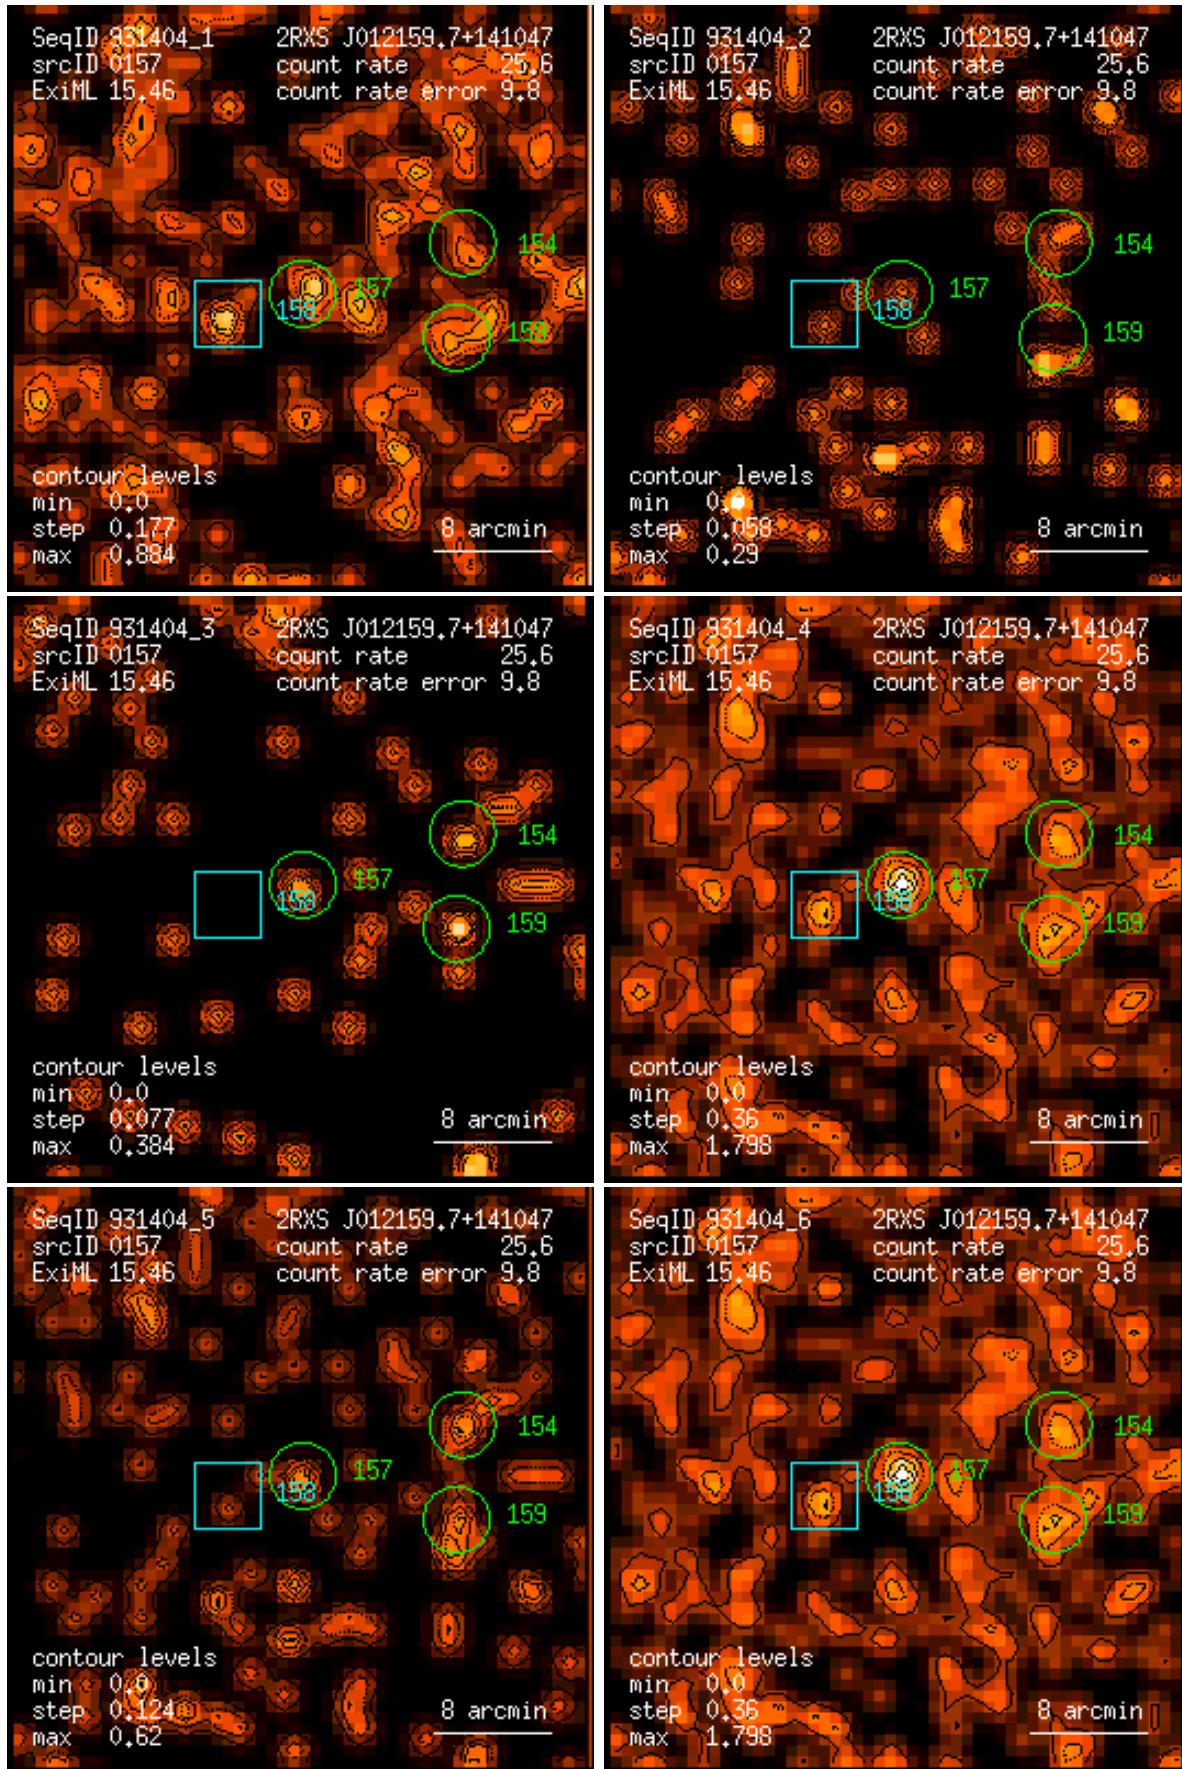 SeqID 931404_1 2RXS J012159.7+141047
srcID 0157 count rate 25.6
ExiML 15.46 count rate error 9.8
154
157
158
159
contour levels
min 0.0
step 0.177
max 0.884
8 arcmin
SeqID 931404_2 2RXS J012159.7+141047
srcID 0157 count rate 25.6
ExiML 15.46 count rate error 9.8
154
157
158
159
contour levels
min 0.0
step 0.058
max 0.29
8 arcmin
SeqID 931404_3 2RXS J012159.7+141047
srcID 0157 count rate 25.6
ExiML 15.46 count rate error 9.8
154
157
158
159
contour levels
min 0.0
step 0.077
max 0.384
8 arcmin
SeqID 931404_4 2RXS J012159.7+141047
srcID 0157 count rate 25.6
ExiML 15.46 count rate error 9.8
154
157
158
159
contour levels
min 0.0
step 0.36
max 1.798
8 arcmin
SeqID 931404_5 2RXS J012159.7+141047
srcID 0157 count rate 25.6
ExiML 15.46 count rate error 9.8
154
157
158
159
contour levels
min 0.0
step 0.124
max 0.62
8 arcmin
SeqID 931404_6 2RXS J012159.7+141047
srcID 0157 count rate 25.6
ExiML 15.46 count rate error 9.8
154
157
158
159
contour levels
min 0.0
step 0.36
max 1.798
8 arcmin